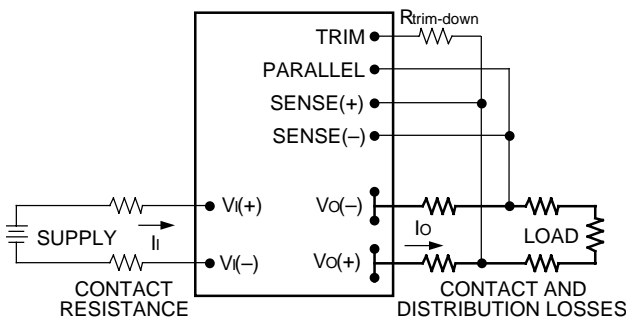 TRIM
Rtrim-down
PARALLEL
SENSE(+)
SENSE(–)
VI(+)
VO(–)
SUPPLY
II
IO
LOAD
VI(–)
VO(+)
CONTACT
RESISTANCE
CONTACT AND
DISTRIBUTION LOSSES